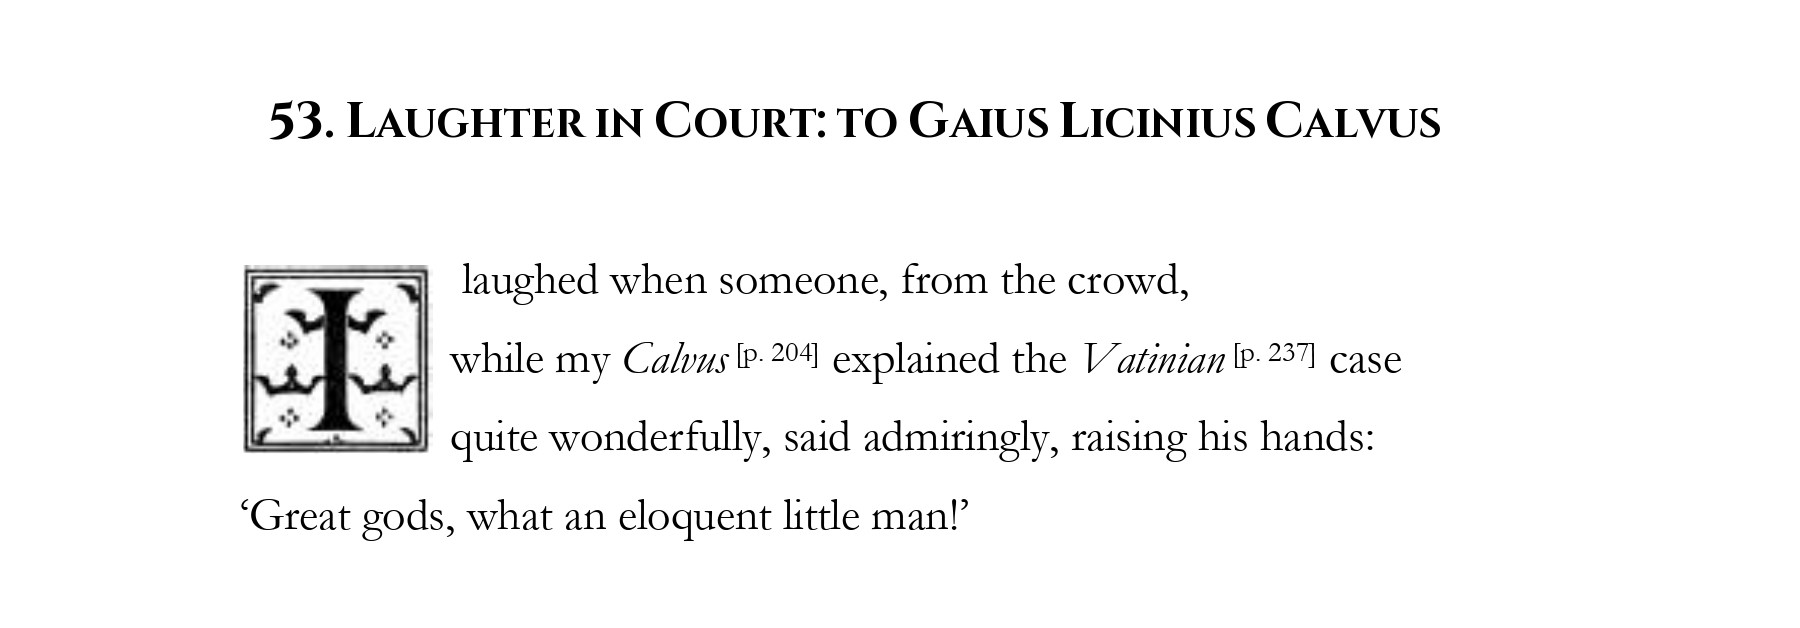 53. Laughter in Court: to Gaius Licinius Calvus
I laughed when someone, from the crowd,
while my Calvus [p. 204] explained the Vatinian [p. 237] case
quite wonderfully, said admiringly, raising his hands:
‘Great gods, what an eloquent little man!’